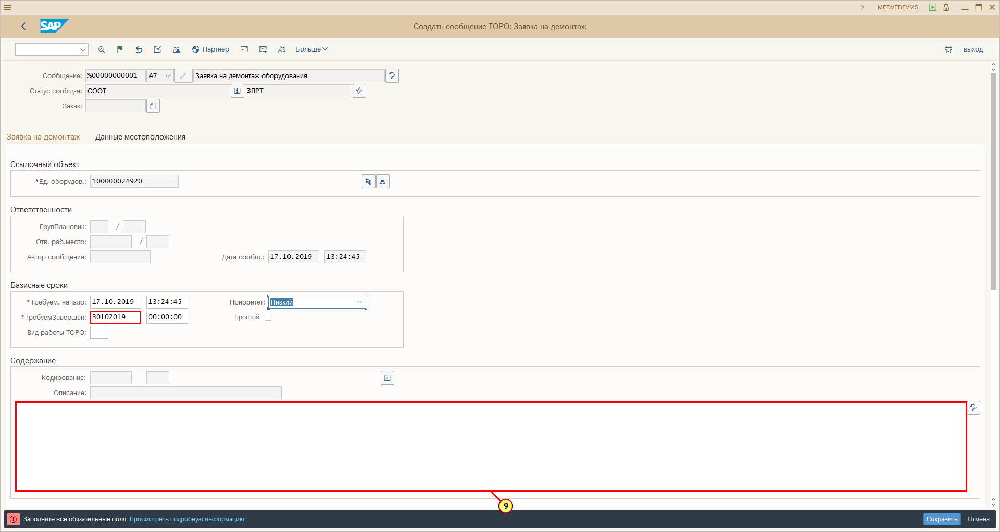 MEDVEDEVMS
SAP Создать сообщение ТОРО: Заявка на демонтаж
Партнер Больше выход
Сообщение: %00000000001 A7 Заявка на демонтаж оборудования
Статус сообщ-я: СООТ ЗПРТ
Заказ:
Заявка на демонтаж Данные местоположения
Ссылочный объект
*Ед. оборудов.: 100000024920
Ответственности
ГрупПлановик: /
Отв. раб.место: /
Автор сообщения: Дата сообщ.: 17.10.2019 13:24:45
Базисные сроки
*Требуем. начало: 17.10.2019 13:24:45 Приоритет: Низкий
*ТребуемЗавершен: 30102019 00:00:00 Простой:
Вид работы ТОРО:
Содержание
Кодирование:
Описание:
9
Заполните все обязательные поля Просмотреть подробную информацию Сохранить Отмена